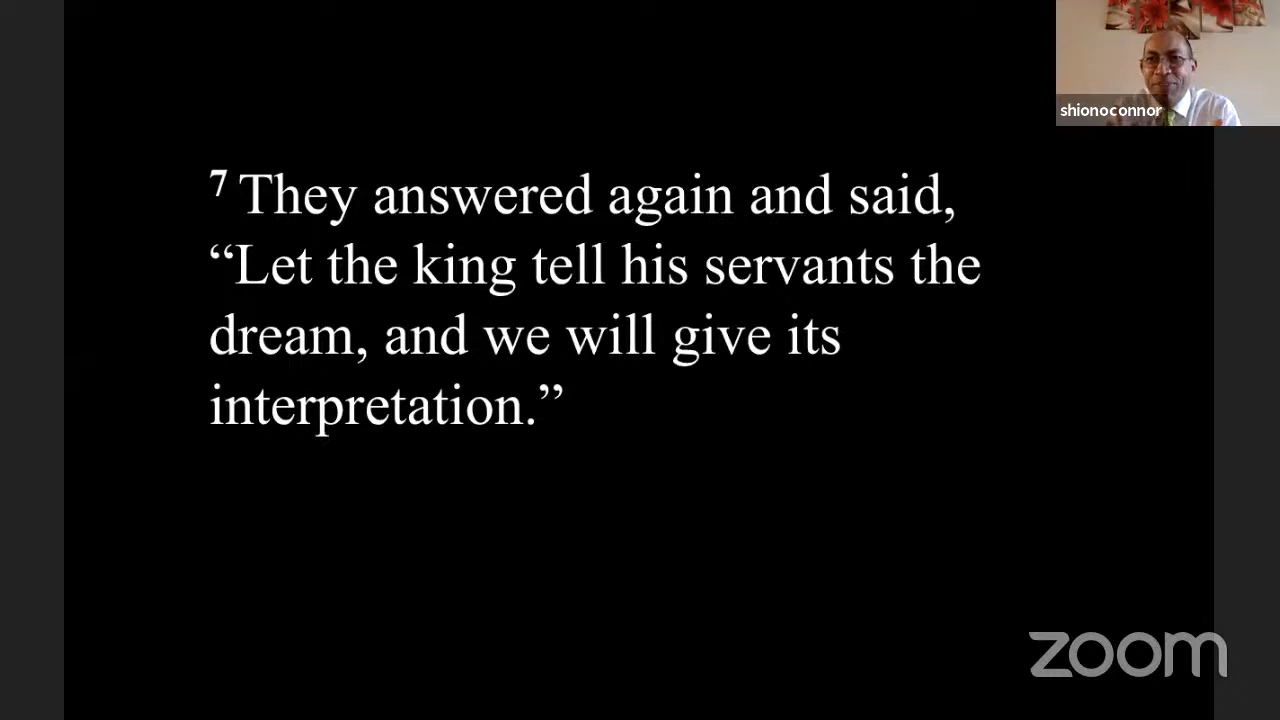 shionoconnor
7 They answered again and said,
“Let the king tell his servants the
dream, and we will give its
interpretation.”
zoom